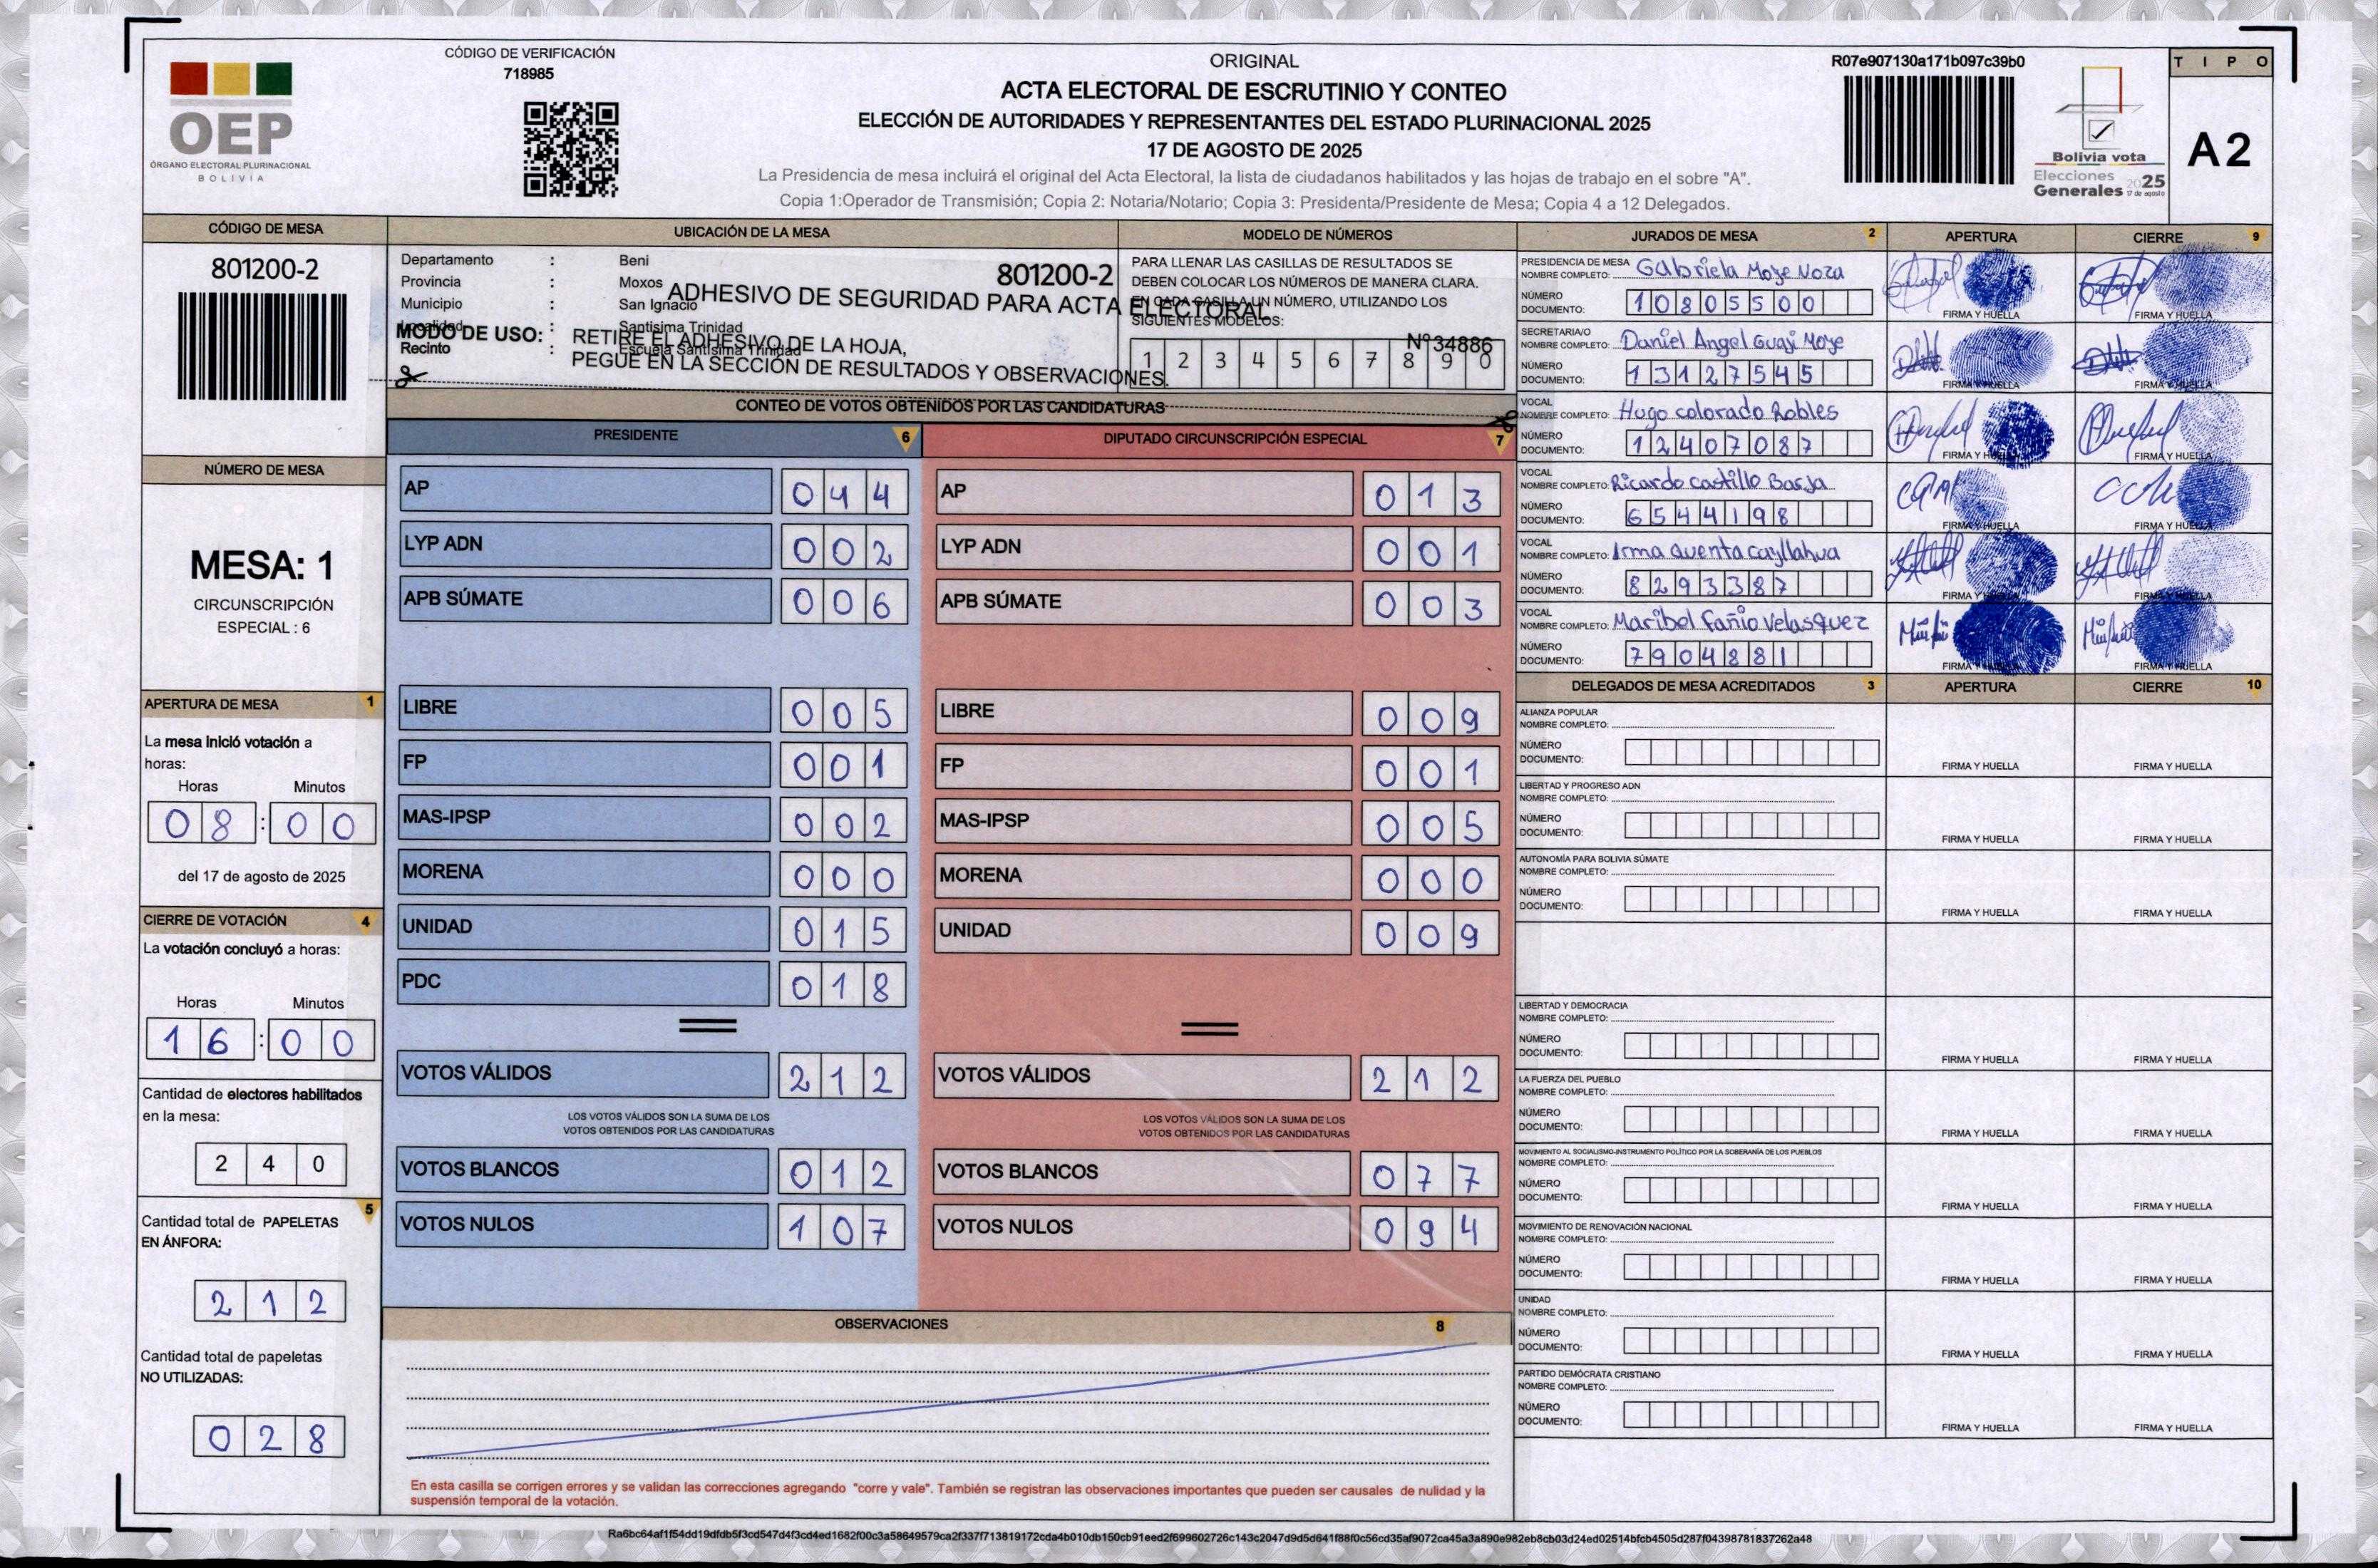 CÓDIGO DE VERIFICACIÓN
718985
OEP
ÓRGANO ELECTORAL PLURINACIONAL
BOLIVIA
ORIGINAL
ACTA ELECTORAL DE ESCRUTINIO Y CONTEO
ELECCIÓN DE AUTORIDADES Y REPRESENTANTES DEL ESTADO PLURINACIONAL 2025
17 DE AGOSTO DE 2025
La Presidencia de mesa incluirá el original del Acta Electoral, la lista de ciudadanos habilitados y las hojas de trabajo en el sobre "A".
Copia 1:Operador de Transmisión; Copia 2: Notaria/Notario; Copia 3: Presidenta/Presidente de Mesa; Copia 4 a 12 Delegados.
R07e907130a171b097c39b0
Bolivia vota
Elecciones
Generales 2025
17 de agosto
TIPO
A2
CÓDIGO DE MESA
801200-2
NÚMERO DE MESA
MESA: 1
CIRCUNSCRIPCIÓN
ESPECIAL : 6
APERTURA DE MESA 1
La mesa inició votación a
horas:
Horas Minutos
08:00
del 17 de agosto de 2025
CIERRE DE VOTACIÓN 4
La votación concluyó a horas:
Horas Minutos
16:00
Cantidad de electores habilitados
en la mesa:
240
5
Cantidad total de PAPELETAS
EN ÁNFORA:
212
Cantidad total de papeletas
NO UTILIZADAS:
028
UBICACIÓN DE LA MESA
Departamento : Beni
Provincia : Moxos
Municipio : San Ignacio
Localidad : Santisima Trinidad
Recinto : Escuela Santisima Trinidad
801200-2
ADHESIVO DE SEGURIDAD PARA ACTA ELECTORAL
MODO DE USO: RETIRE EL ADHESIVO DE LA HOJA,
PEGUE EN LA SECCIÓN DE RESULTADOS Y OBSERVACIONES.
Nº34886
MODELO DE NÚMEROS
PARA LLENAR LAS CASILLAS DE RESULTADOS SE
DEBEN COLOCAR LOS NÚMEROS DE MANERA CLARA.
EN CADA CASILLA UN NÚMERO, UTILIZANDO LOS
SIGUIENTES MODELOS:
1 2 3 4 5 6 7 8 9 0
CONTEO DE VOTOS OBTENIDOS POR LAS CANDIDATURAS
PRESIDENTE 6
AP 044
LYP ADN 002
APB SÚMATE 006
LIBRE 005
FP 001
MAS-IPSP 002
MORENA 000
UNIDAD 015
PDC 018
VOTOS VÁLIDOS 212
LOS VOTOS VÁLIDOS SON LA SUMA DE LOS
VOTOS OBTENIDOS POR LAS CANDIDATURAS
VOTOS BLANCOS 012
VOTOS NULOS 107
DIPUTADO CIRCUNSCRIPCIÓN ESPECIAL 7
AP 013
LYP ADN 001
APB SÚMATE 003
LIBRE 009
FP 001
MAS-IPSP 005
MORENA 000
UNIDAD 009
VOTOS VÁLIDOS 212
LOS VOTOS VÁLIDOS SON LA SUMA DE LOS
VOTOS OBTENIDOS POR LAS CANDIDATURAS
VOTOS BLANCOS 077
VOTOS NULOS 094
OBSERVACIONES 8
En esta casilla se corrigen errores y se validan las correcciones agregando "corre y vale". También se registran las observaciones importantes que pueden ser causales de nulidad y la
suspensión temporal de la votación.
JURADOS DE MESA 2 APERTURA CIERRE 9
PRESIDENCIA DE MESA
NOMBRE COMPLETO: Gabriela Moye Noza
NÚMERO
DOCUMENTO: 10805500
FIRMA Y HUELLA FIRMA Y HUELLA
SECRETARIA/O
NOMBRE COMPLETO: Daniel Angel Guaji Moye
NÚMERO
DOCUMENTO: 13127545
FIRMA Y HUELLA FIRMA Y HUELLA
VOCAL
NOMBRE COMPLETO: Hugo colorado Robles
NÚMERO
DOCUMENTO: 12407087
FIRMA Y HUELLA FIRMA Y HUELLA
VOCAL
NOMBRE COMPLETO: Ricardo castillo Barja
NÚMERO
DOCUMENTO: 6544198
FIRMA Y HUELLA FIRMA Y HUELLA
VOCAL
NOMBRE COMPLETO: Irma Quenta cayllahua
NÚMERO
DOCUMENTO: 8293387
FIRMA Y HUELLA FIRMA Y HUELLA
VOCAL
NOMBRE COMPLETO: Maribel Fañio Velasquez
NÚMERO
DOCUMENTO: 7904881
FIRMA Y HUELLA FIRMA Y HUELLA
DELEGADOS DE MESA ACREDITADOS 3 APERTURA CIERRE 10
ALIANZA POPULAR
NOMBRE COMPLETO:
NÚMERO
DOCUMENTO:
FIRMA Y HUELLA FIRMA Y HUELLA
LIBERTAD Y PROGRESO ADN
NOMBRE COMPLETO:
NÚMERO
DOCUMENTO:
FIRMA Y HUELLA FIRMA Y HUELLA
AUTONOMÍA PARA BOLIVIA SÚMATE
NOMBRE COMPLETO:
NÚMERO
DOCUMENTO:
FIRMA Y HUELLA FIRMA Y HUELLA
LIBERTAD Y DEMOCRACIA
NOMBRE COMPLETO:
NÚMERO
DOCUMENTO:
FIRMA Y HUELLA FIRMA Y HUELLA
LA FUERZA DEL PUEBLO
NOMBRE COMPLETO:
NÚMERO
DOCUMENTO:
FIRMA Y HUELLA FIRMA Y HUELLA
MOVIMIENTO AL SOCIALISMO-INSTRUMENTO POLÍTICO POR LA SOBERANÍA DE LOS PUEBLOS
NOMBRE COMPLETO:
NÚMERO
DOCUMENTO:
FIRMA Y HUELLA FIRMA Y HUELLA
MOVIMIENTO DE RENOVACIÓN NACIONAL
NOMBRE COMPLETO:
NÚMERO
DOCUMENTO:
FIRMA Y HUELLA FIRMA Y HUELLA
UNIDAD
NOMBRE COMPLETO:
NÚMERO
DOCUMENTO:
FIRMA Y HUELLA FIRMA Y HUELLA
PARTIDO DEMÓCRATA CRISTIANO
NOMBRE COMPLETO:
NÚMERO
DOCUMENTO:
FIRMA Y HUELLA FIRMA Y HUELLA